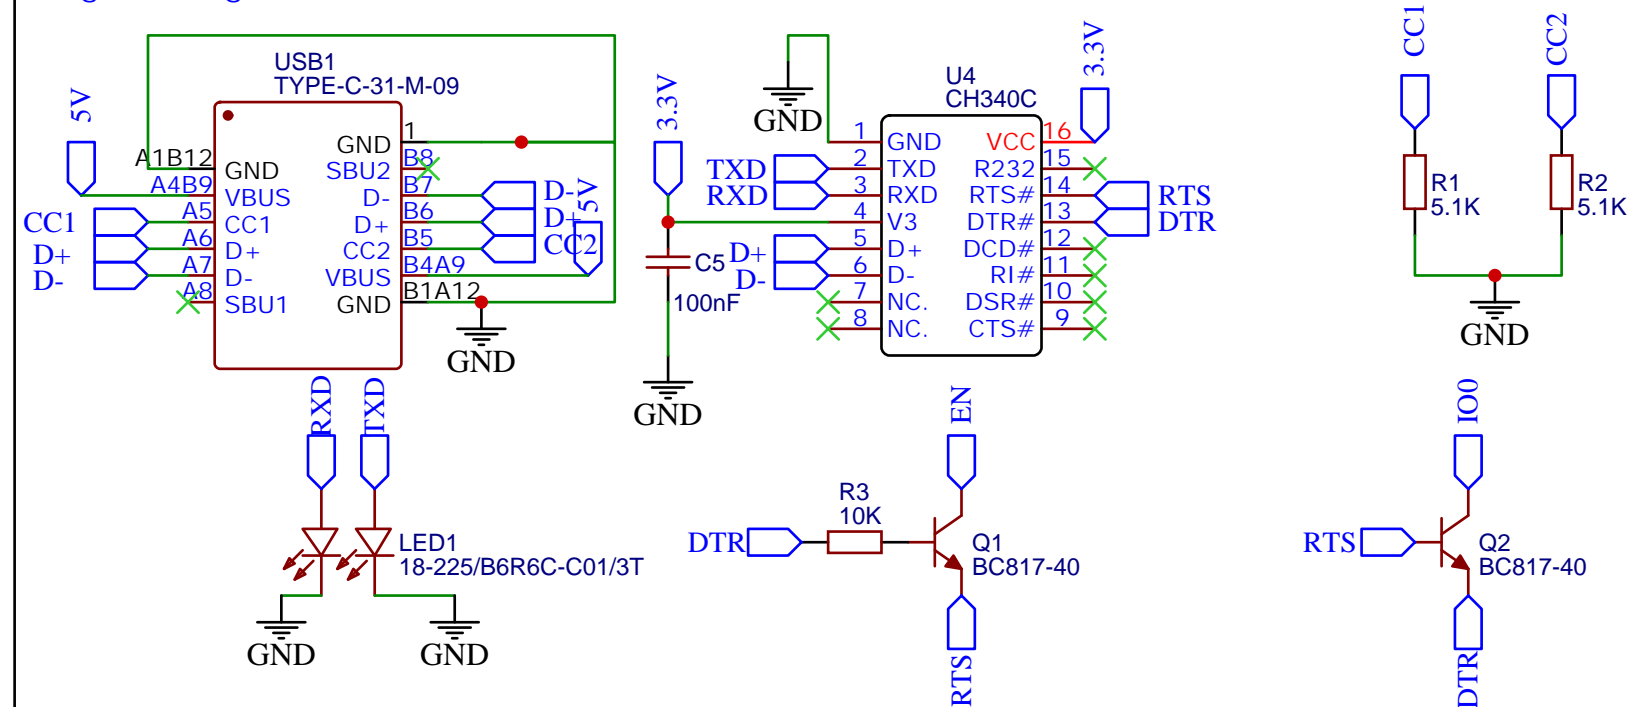 USB1
TYPE-C-31-M-09
5V
A1B12
GND
A4B9
VBUS
CC1
A5
CC1
D+
A6
D+
D-
A7
D-
A8
SBU1
1
GND
B8
SBU2
B7
D-
D-
B6
D+
D+
B5
CC2
CC2
5V
B4A9
VBUS
B1A12
GND
GND
3.3V
C5
100nF
GND
GND
U4
CH340C
3.3V
1
GND
TXD
2
TXD
RXD
3
RXD
4
V3
D+
5
D+
D-
6
D-
7
NC.
8
NC.
VCC
16
R232
15
RTS#
14
RTS
DTR#
13
DTR
DCD#
12
RI#
11
DSR#
10
CTS#
9
CC1
CC2
R1
5.1K
R2
5.1K
GND
RXD
TXD
LED1
18-225/B6R6C-C01/3T
GND
GND
EN
R3
10K
DTR
Q1
BC817-40
RTS
IO0
RTS
Q2
BC817-40
DTR